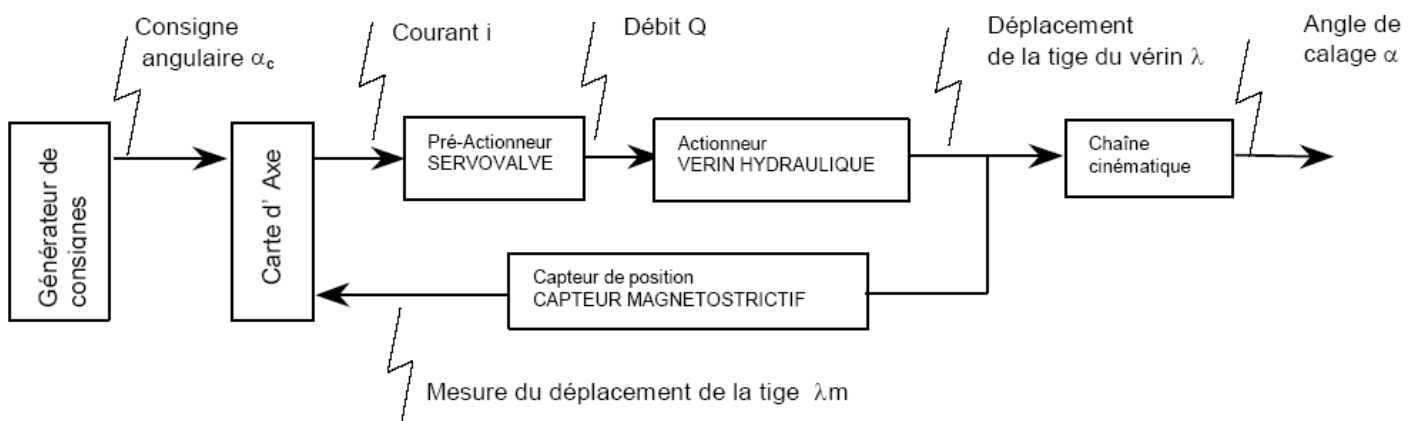 Consigne
angulaire αc
Courant i
Débit Q
Déplacement
de la tige du vérin λ
Angle de
calage α
Générateur de
consignes
Carte d' Axe
Pré-Actionneur
SERVOVALVE
Actionneur
VERIN HYDRAULIQUE
Chaîne
cinématique
Capteur de position
CAPTEUR MAGNETOSTRICTIF
Mesure du déplacement de la tige λm